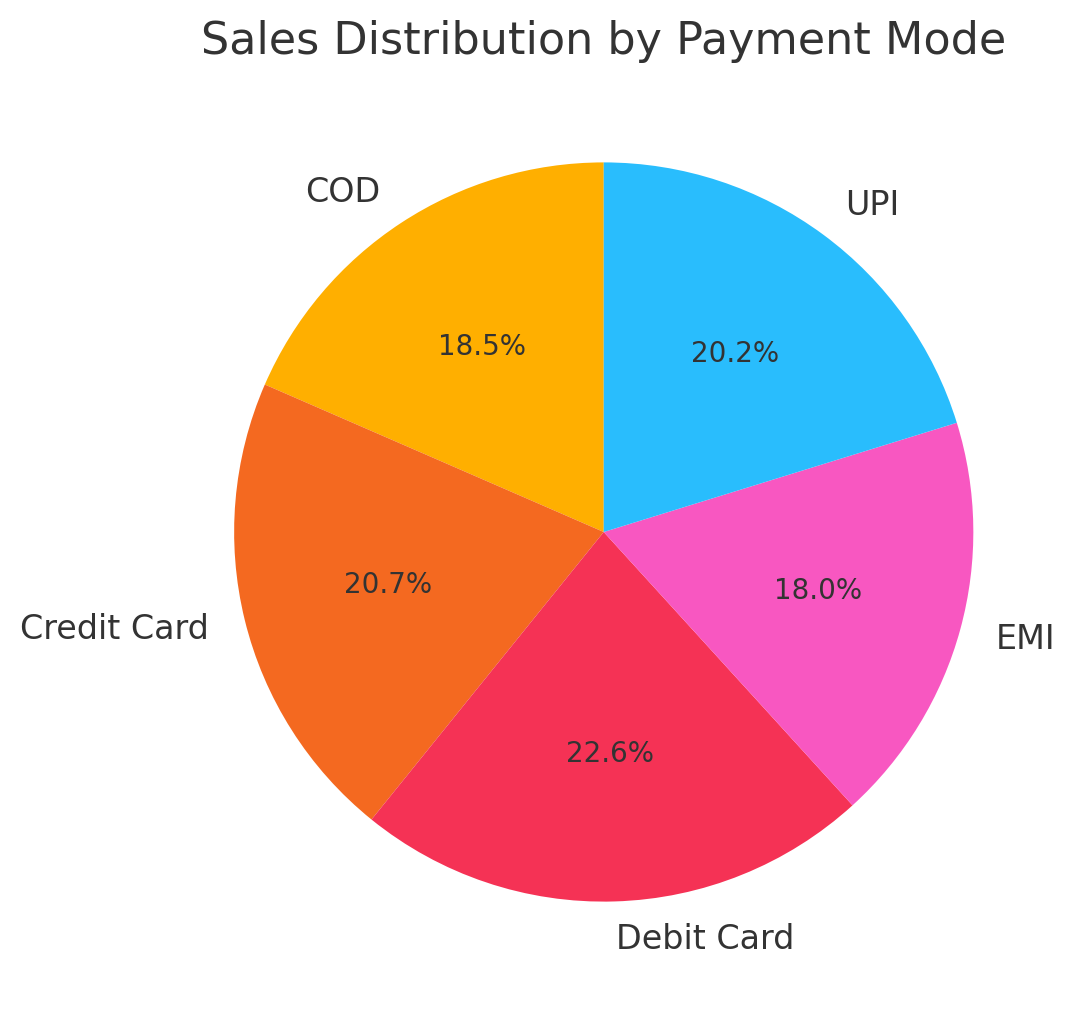 Sales Distribution by Payment Mode
COD
UPI
18.5%
20.2%
20.7%
18.0%
Credit Card
EMI
22.6%
Debit Card